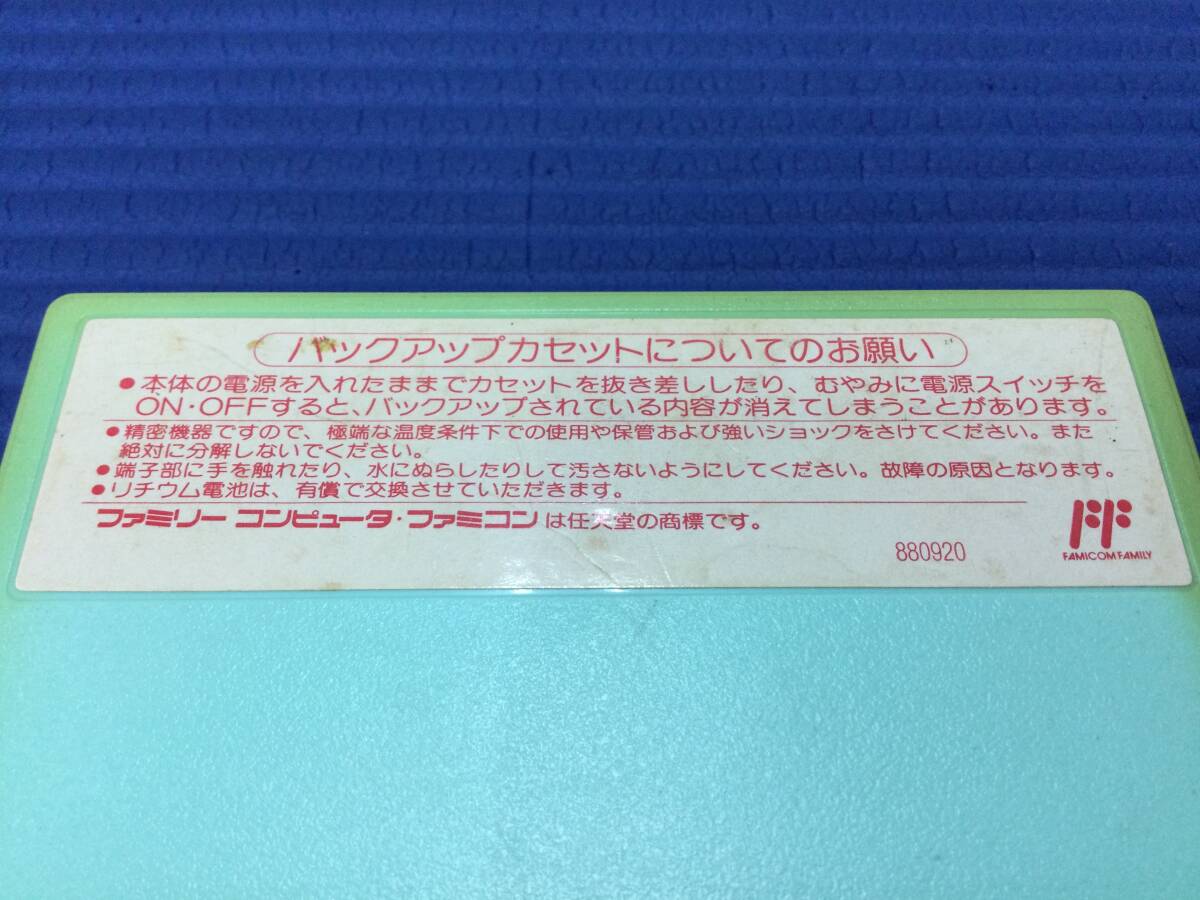 バックアップカセットについてのお願い
●本体の電源を入れたままでカセットを抜き差ししたり、むやみに電源スイッチを
ON・OFFすると、バックアップされている内容が消えてしまうことがあります。
●精密機器ですので、極端な温度条件下での使用や保管および強いショックをさけてください。また
絶対に分解しないでください。
●端子部に手を触れたり、水にぬらしたりして汚さないようにしてください。故障の原因となります。
●リチウム電池は、有償で交換させていただきます。
ファミリー コンピュータ・ファミコン は任天堂の商標です。
880920
FF
FAMICOM FAMILY